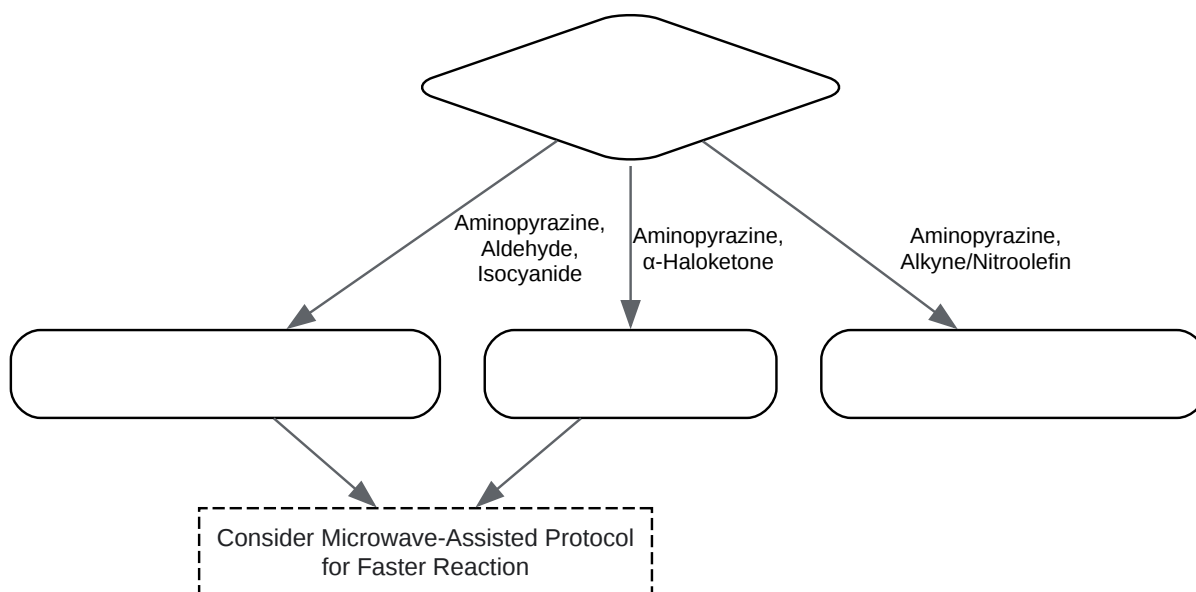 Aminopyrazine,
Aldehyde,
Isocyanide
Aminopyrazine,
α-Haloketone
Aminopyrazine,
Alkyne/Nitroolefin
Consider Microwave-Assisted Protocol
for Faster Reaction